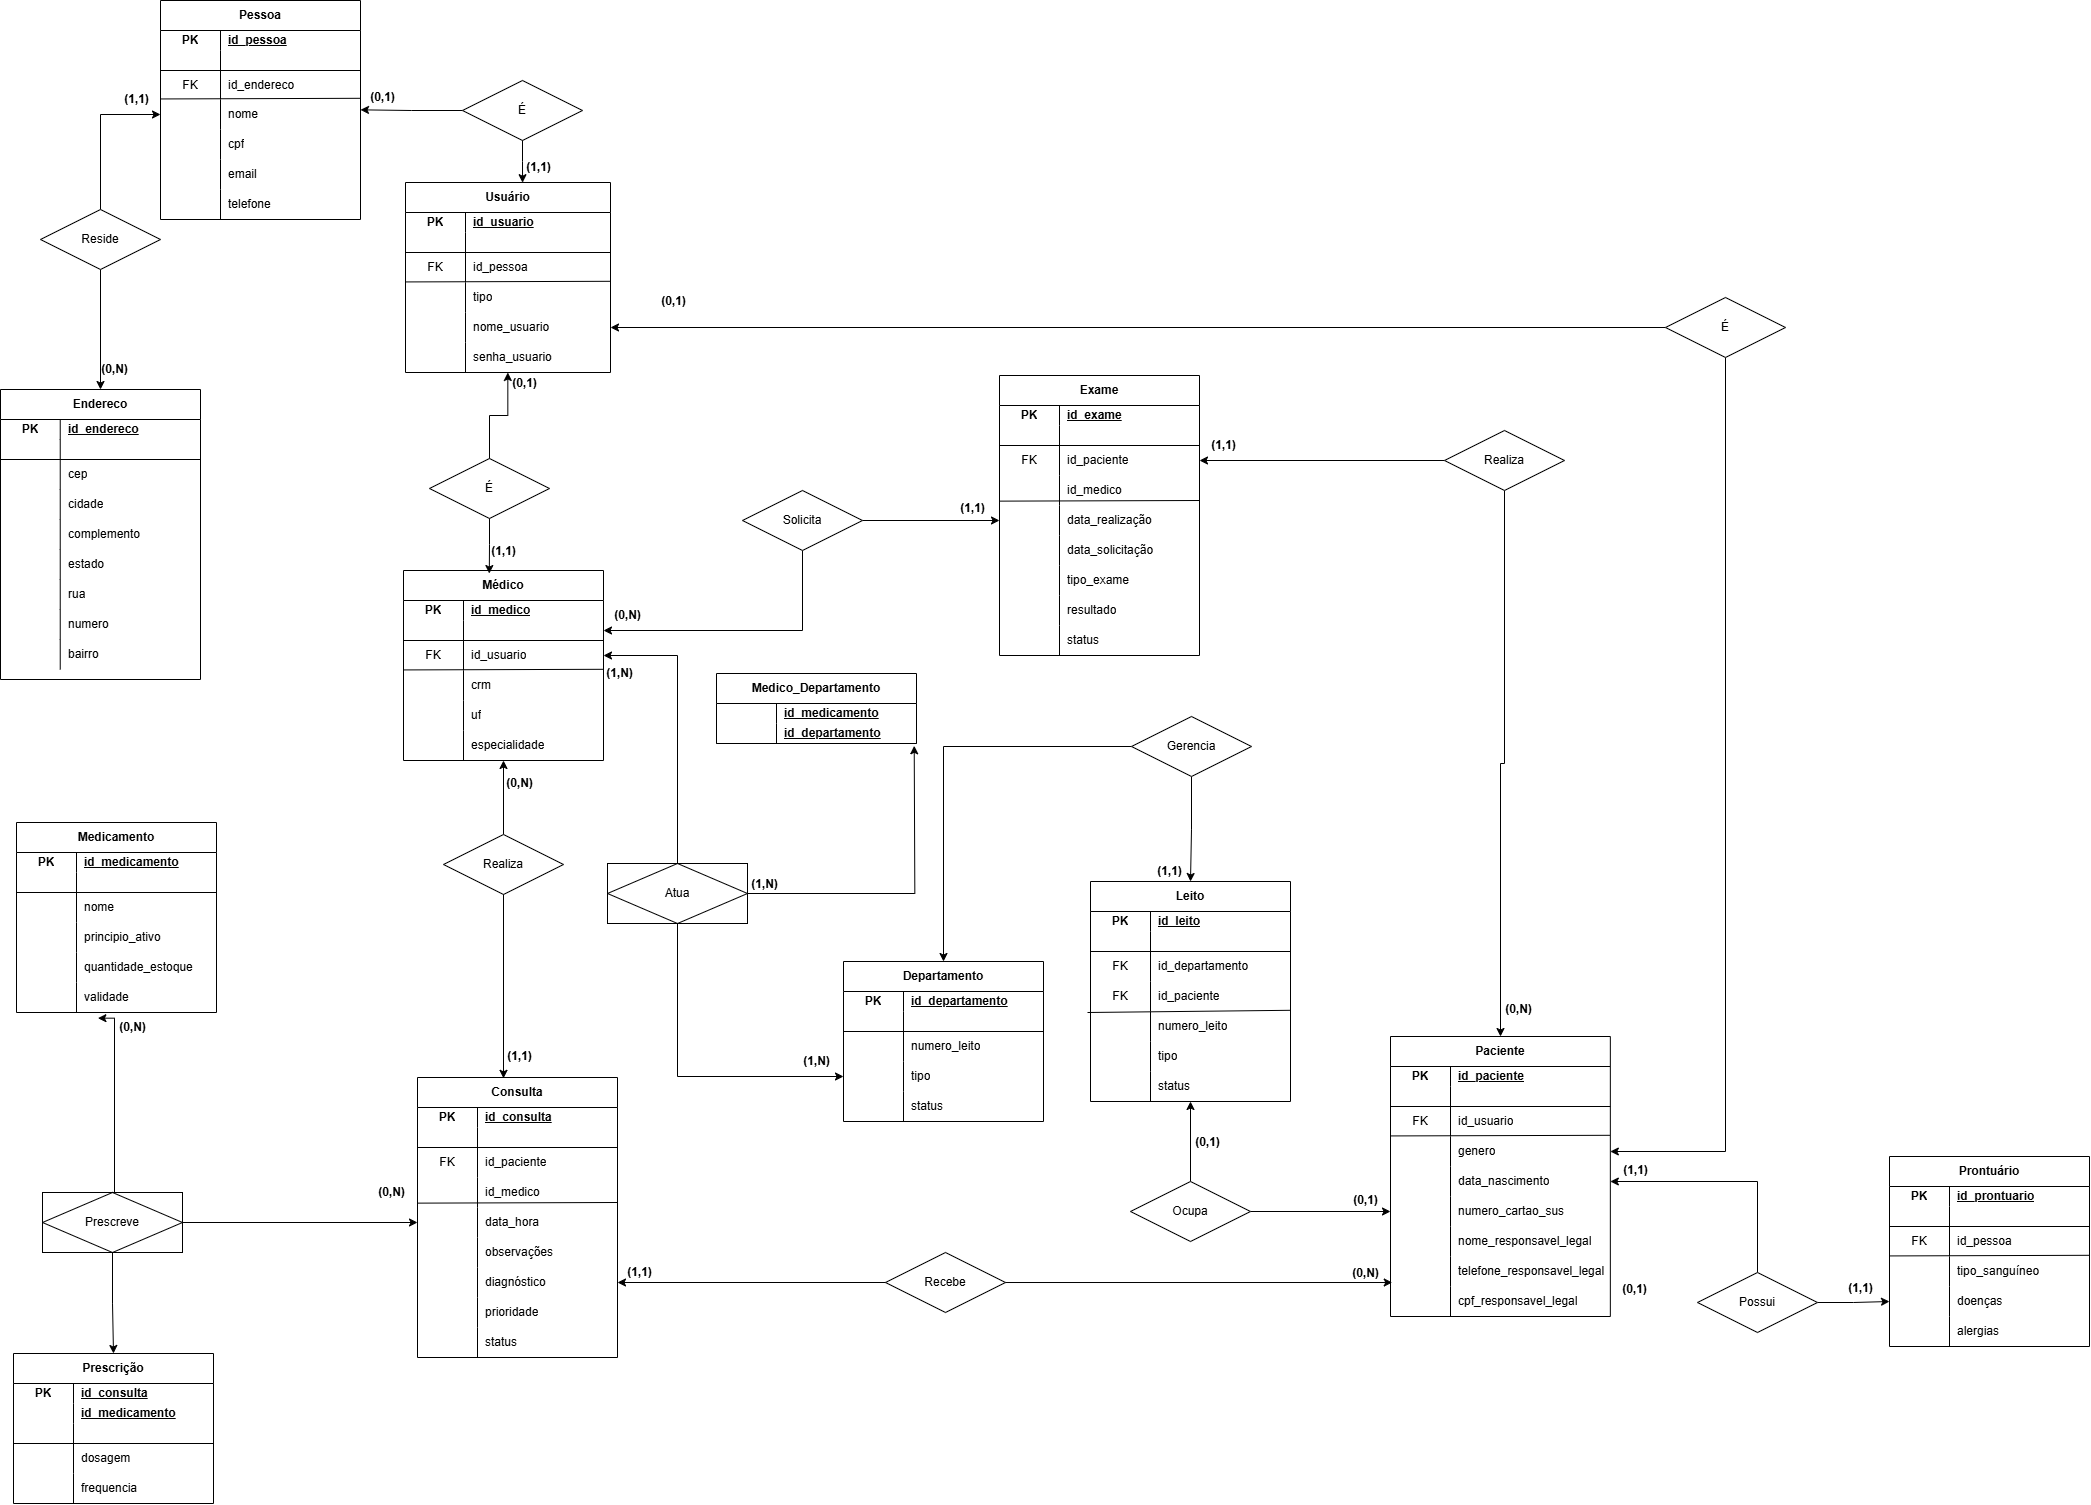 Pessoa
PK id_pessoa
FK id_endereco
nome
cpf
email
telefone
(1,1)
(0,1)
É
(1,1)
Reside
(0,N)
Usuário
PK id_usuario
FK id_pessoa
tipo
nome_usuario
senha_usuario
(0,1)
É
(0,1)
É
(1,1)
Endereco
PK id_endereco
cep
cidade
complemento
estado
rua
numero
bairro
Exame
PK id_exame
FK id_paciente
id_medico
data_realização
data_solicitação
tipo_exame
resultado
status
(1,1)
Realiza
(0,N)
Solicita
(1,1)
(0,N)
Médico
PK id_medico
FK id_usuario
crm
uf
especialidade
(1,N)
(0,N)
Medico_Departamento
id_medicamento
id_departamento
Gerencia
(1,1)
Medicamento
PK id_medicamento
nome
principio_ativo
quantidade_estoque
validade
(0,N)
Realiza
(1,1)
Atua
(1,N)
(1,N)
Departamento
PK id_departamento
numero_leito
tipo
status
Leito
PK id_leito
FK id_departamento
FK id_paciente
numero_leito
tipo
status
(0,1)
Ocupa
(0,1)
Paciente
PK id_paciente
FK id_usuario
genero
data_nascimento
numero_cartao_sus
nome_responsavel_legal
telefone_responsavel_legal
cpf_responsavel_legal
(1,1)
(0,1)
Possui
(1,1)
Prontuário
PK id_prontuario
FK id_pessoa
tipo_sanguíneo
doenças
alergias
Consulta
PK id_consulta
FK id_paciente
id_medico
data_hora
observações
diagnóstico
prioridade
status
(1,1)
Recebe
(0,N)
Prescreve
(0,N)
Prescrição
PK id_consulta
id_medicamento
dosagem
frequencia